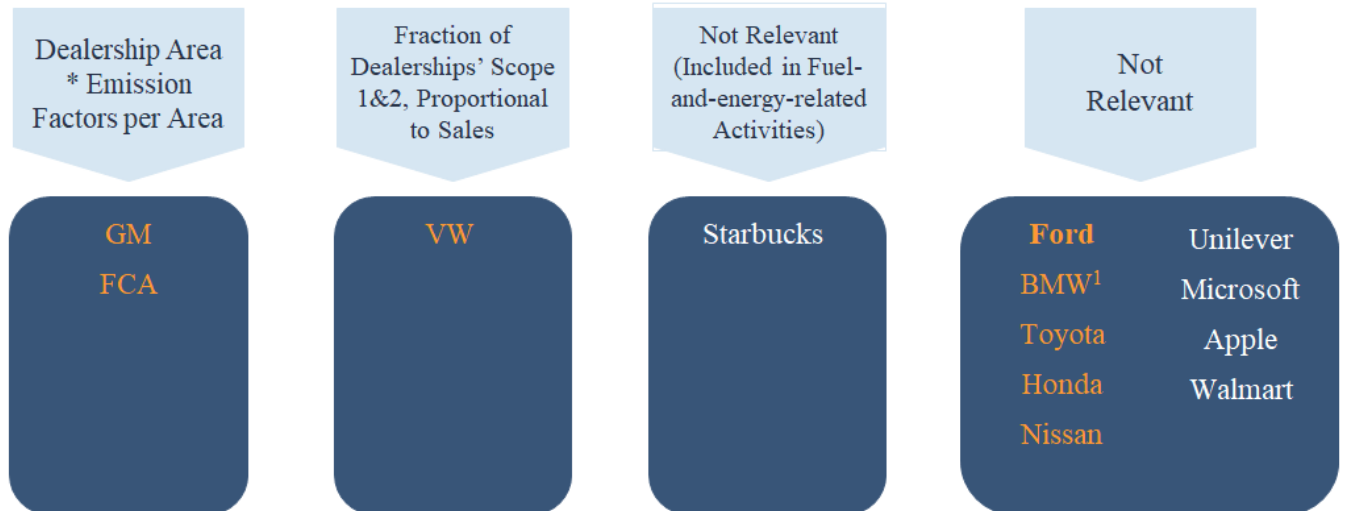 Dealership Area
* Emission
Factors per Area
Fraction of
Dealerships’ Scope
1&2, Proportional
to Sales
Not Relevant
(Included in Fuel-
and-energy-related
Activities)
Not
Relevant
GM
FCA
VW
Starbucks
Ford
BMW¹
Toyota
Honda
Nissan
Unilever
Microsoft
Apple
Walmart